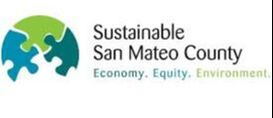 Sustainable
San Mateo County
Economy. Equity. Environment.